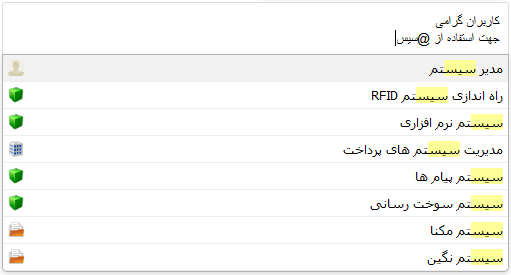 کاربران گرامی
جهت استفاده از @سیس
مدیر سیستم
راه اندازی سیستم RFID
سیستم نرم افزاری
مدیریت سیستم های پرداخت
سیستم پیام ها
سیستم سوخت رسانی
سیستم مکنا
سیستم نگین